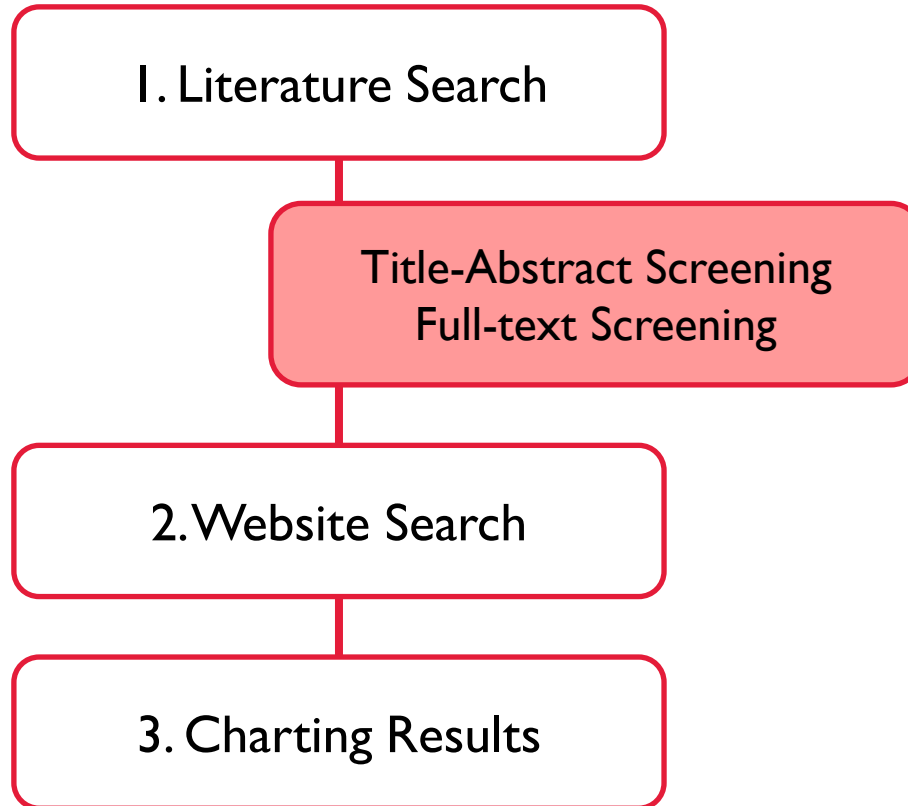 1. Literature Search
Title-Abstract Screening
Full-text Screening
2. Website Search
3. Charting Results